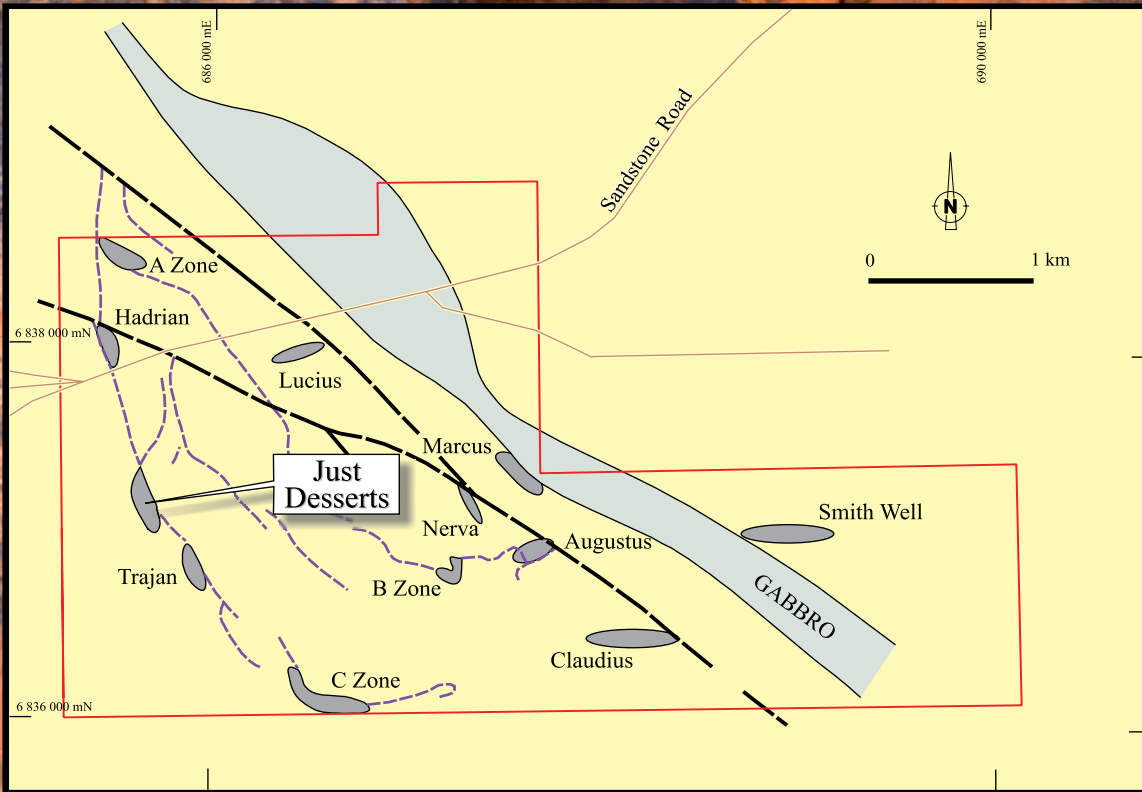 686 000 mE
690 000 mE
Sandstone Road
N
0 1 km
A Zone
Hadrian
6 838 000 mN
Lucius
Marcus
Just
Desserts
Smith Well
Nerva
Augustus
Trajan
B Zone
GABBRO
Claudius
C Zone
6 836 000 mN